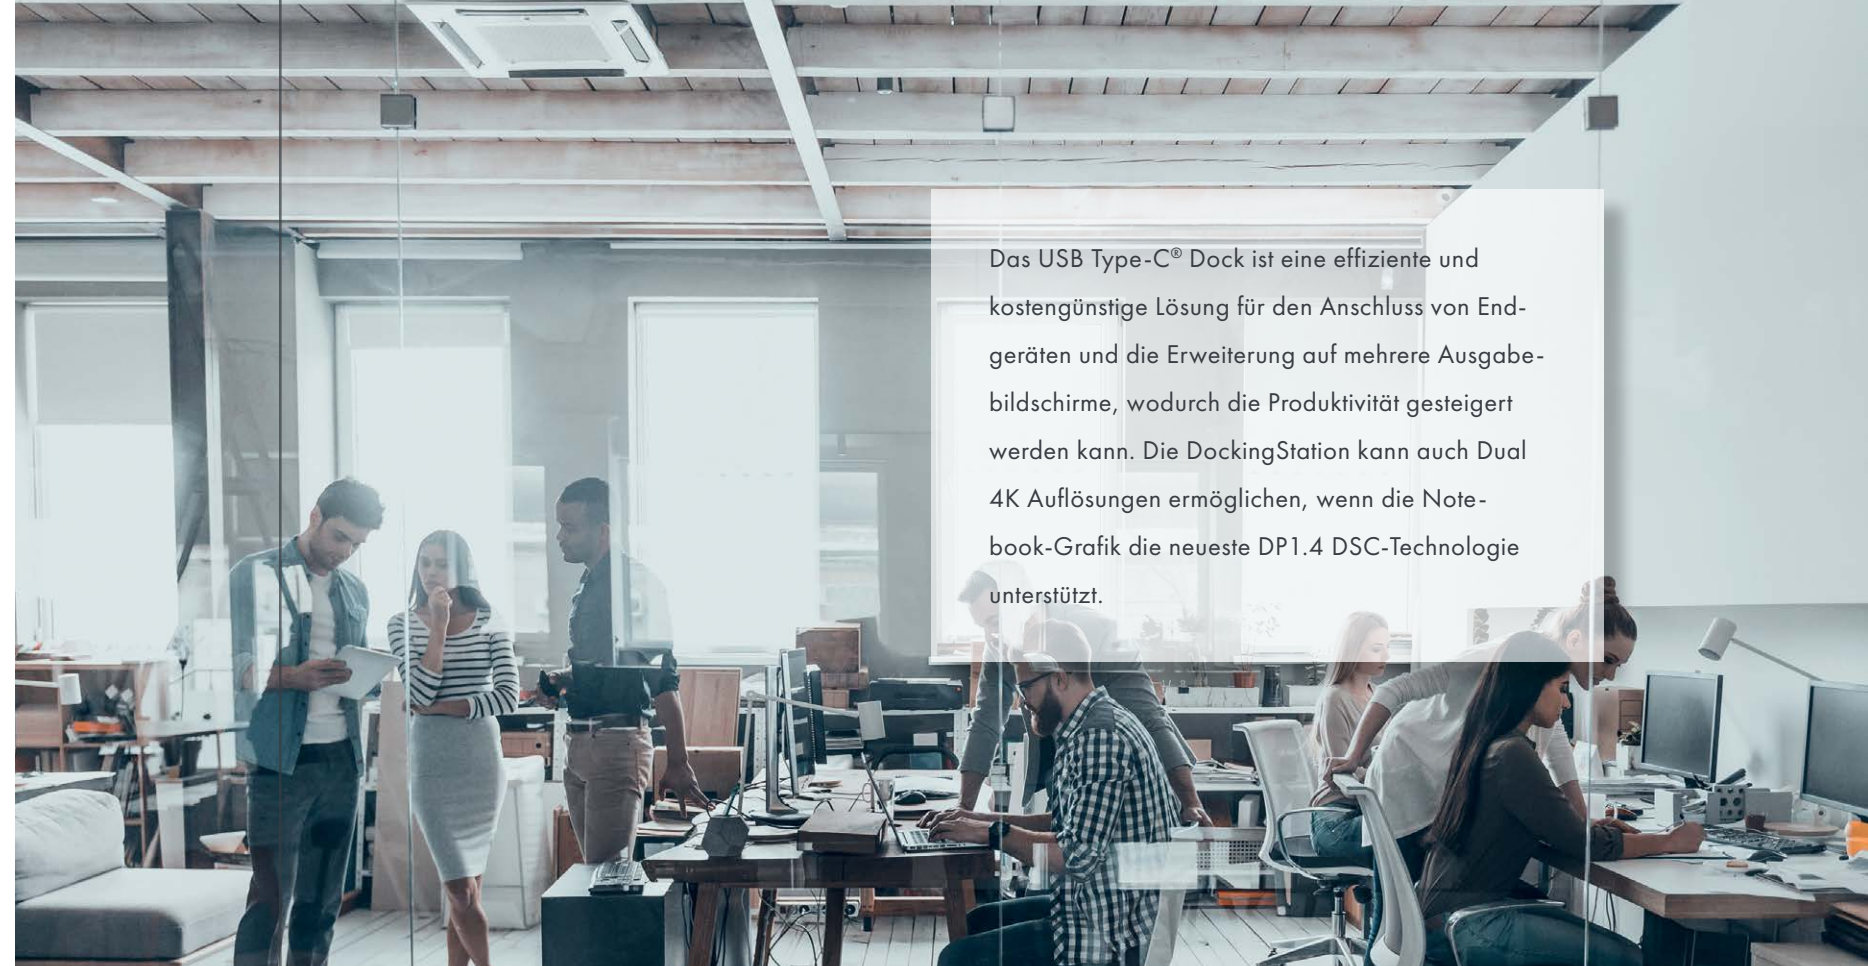 Das USB Type-C® Dock ist eine effiziente und
kostengünstige Lösung für den Anschluss von End-
geräten und die Erweiterung auf mehrere Ausgabe-
bildschirme, wodurch die Produktivität gesteigert
werden kann. Die DockingStation kann auch Dual
4K Auflösungen ermöglichen, wenn die Note-
book-Grafik die neueste DP1.4 DSC-Technologie
unterstützt.